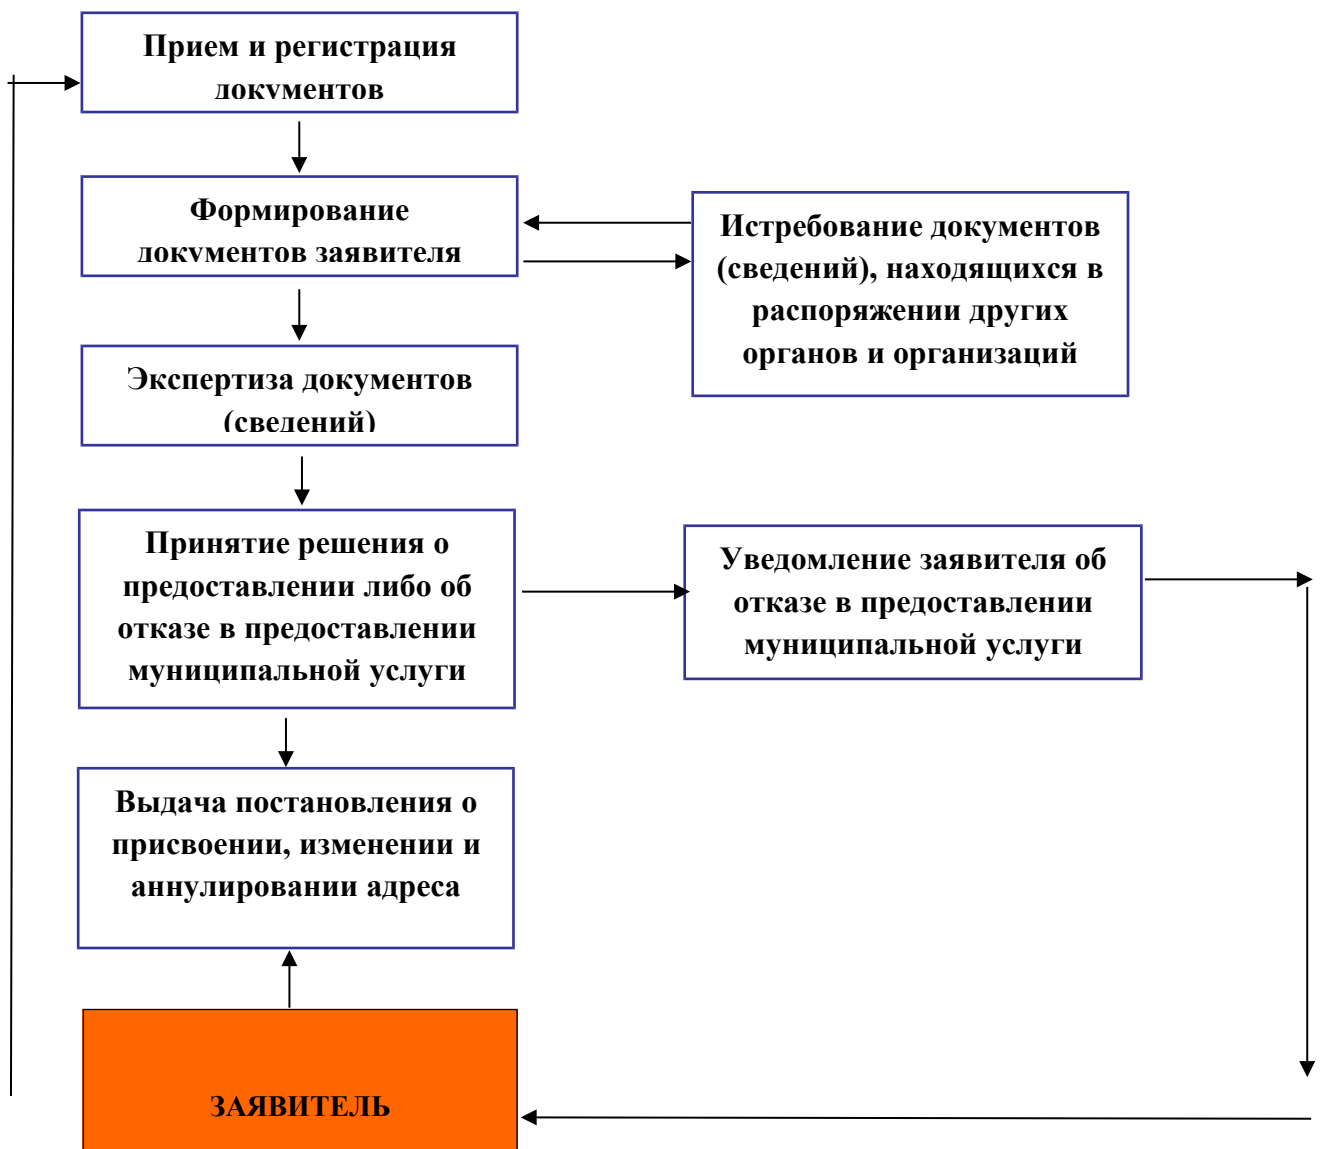 Прием и регистрация
документов
Формирование
документов заявителя
Истребование документов
(сведений), находящихся в
распоряжении других
органов и организаций
Экспертиза документов
(сведений)
Принятие решения о
предоставлении либо об
отказе в предоставлении
муниципальной услуги
Уведомление заявителя об
отказе в предоставлении
муниципальной услуги
Выдача постановления о
присвоении, изменении и
аннулировании адреса
ЗАЯВИТЕЛЬ